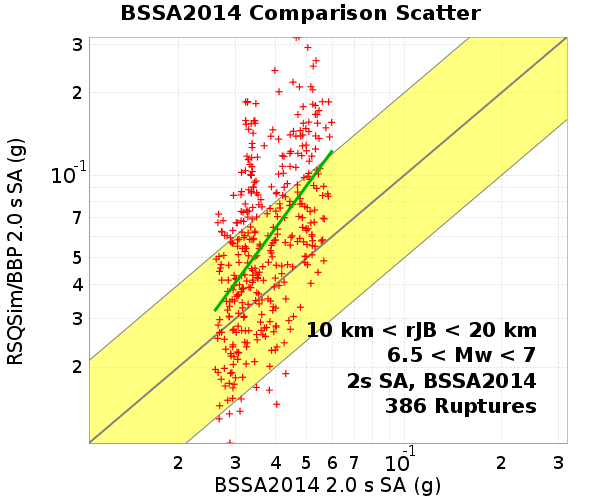 BSSA2014 Comparison Scatter
RSQSim/BBP 2.0 s SA (g)
3
2
10-1
7
5
4
3
2
10 km < rJB < 20 km
6.5 < Mw < 7
2s SA, BSSA2014
386 Ruptures
2 3 4 5 6 7 10-1 2 3
BSSA2014 2.0 s SA (g)